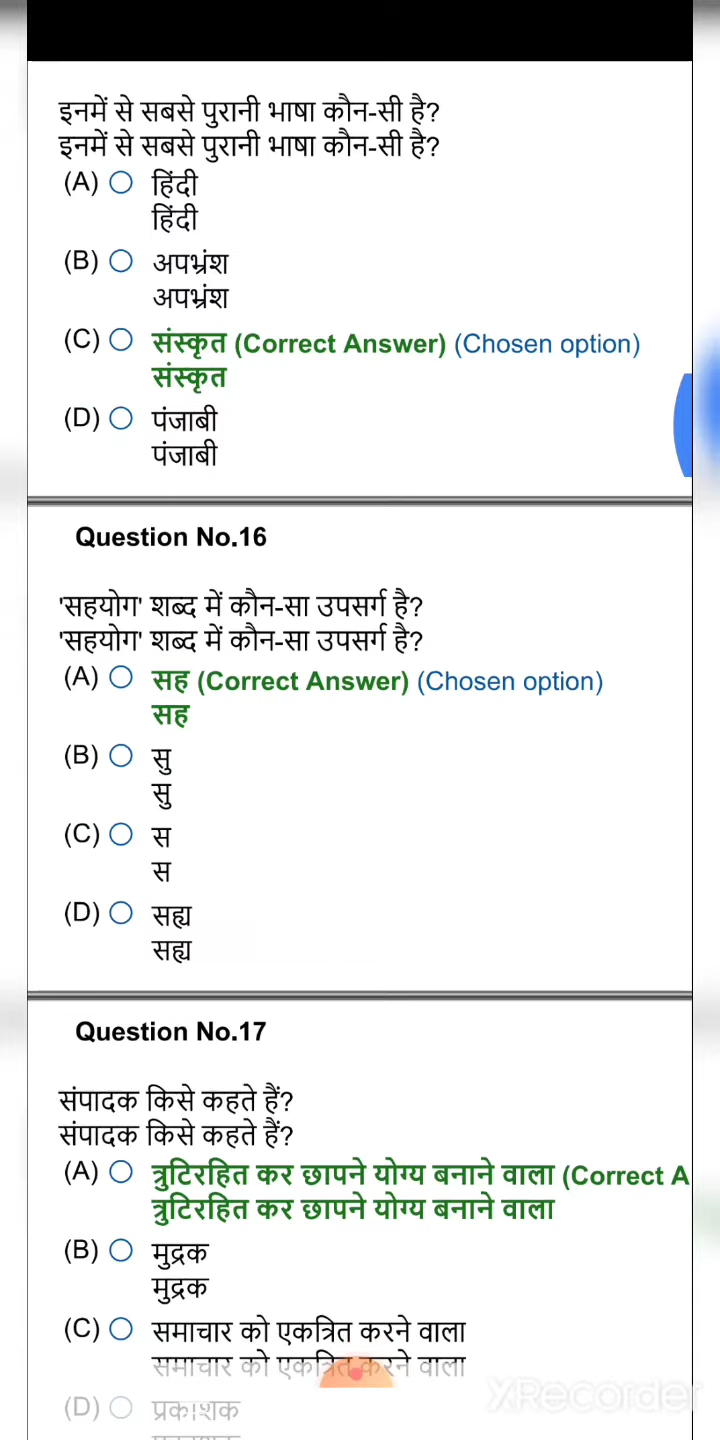 इनमें से सबसे पुरानी भाषा कौन-सी है?
इनमें से सबसे पुरानी भाषा कौन-सी है?
(A) हिंदी
हिंदी
(B) अपभ्रंश
अपभ्रंश
(C) संस्कृत (Correct Answer) (Chosen option)
संस्कृत
(D) पंजाबी
पंजाबी
Question No.16
'सहयोग' शब्द में कौन-सा उपसर्ग है?
'सहयोग' शब्द में कौन-सा उपसर्ग है?
(A) सह (Correct Answer) (Chosen option)
सह
(B) सु
सु
(C) स
स
(D) सह्य
सह्य
Question No.17
संपादक किसे कहते हैं?
संपादक किसे कहते हैं?
(A) त्रुटिरहित कर छापने योग्य बनाने वाला (Correct A
त्रुटिरहित कर छापने योग्य बनाने वाला
(B) मुद्रक
मुद्रक
(C) समाचार को एकत्रित करने वाला
समाचार को एकत्रित करने वाला
(D) प्रकाशक
XRecorder